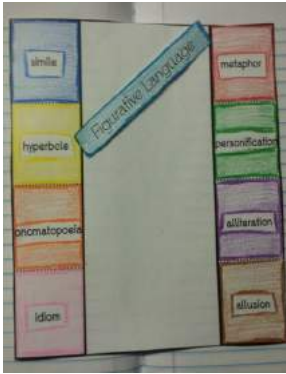 Figurative Language
simile
hyperbole
onomatopoeia
idiom
metaphor
personification
alliteration
allusion